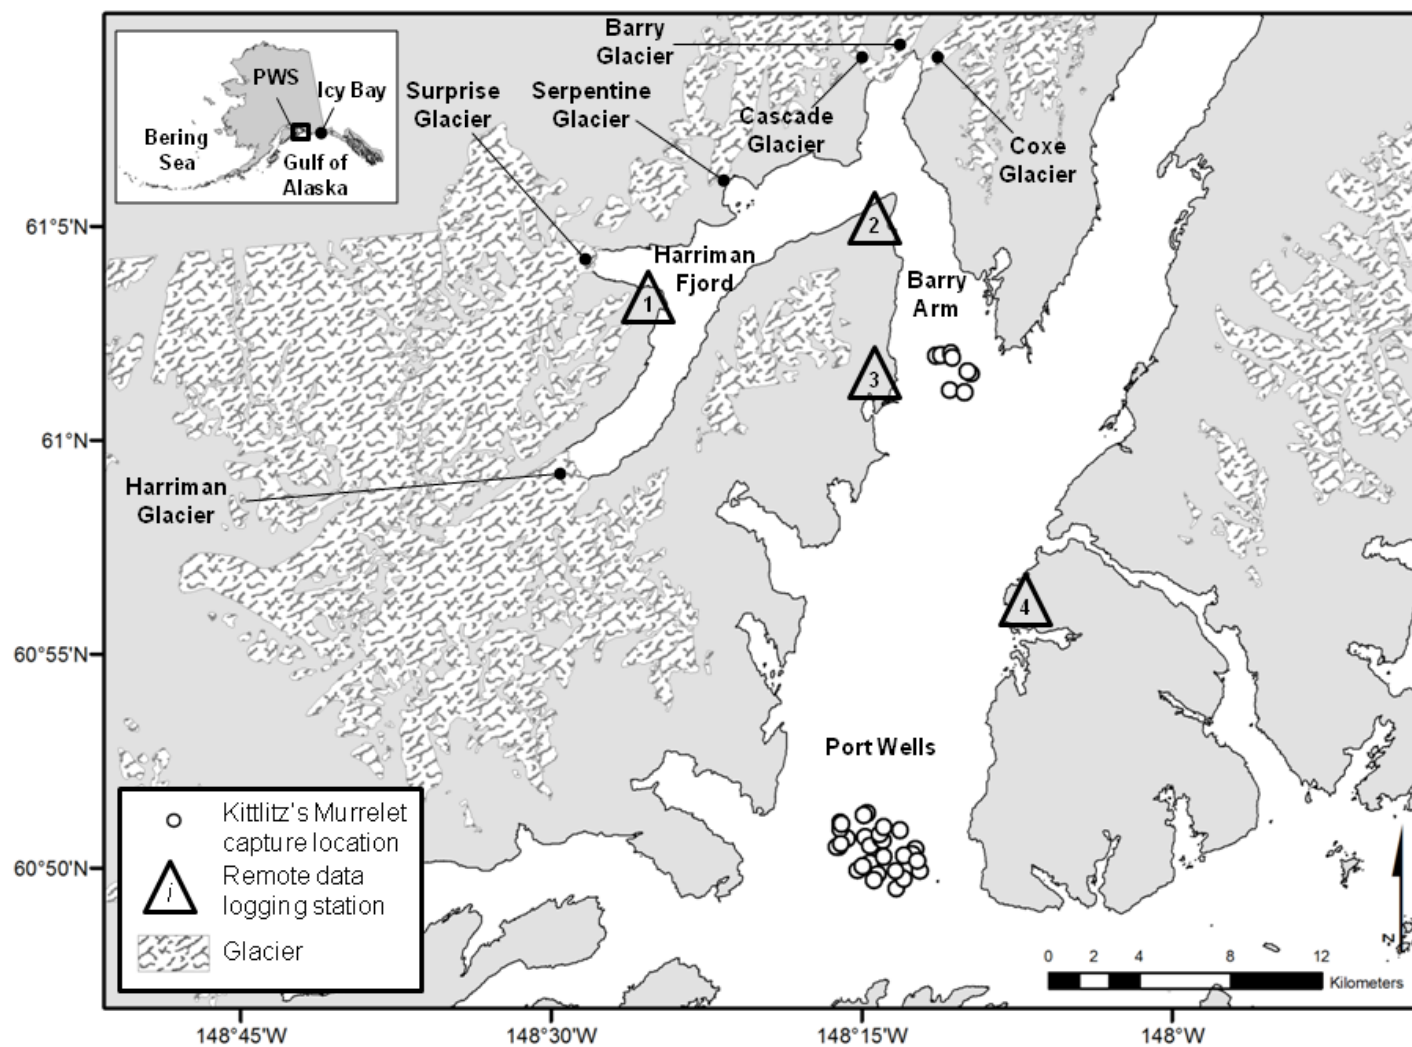 Barry
Glacier
PWS
Icy Bay
Bering
Sea
Gulf of
Alaska
Surprise
Glacier
Serpentine
Glacier
Cascade
Glacier
Coxe
Glacier
61°5'N
2
Harriman
Fjord
Barry
Arm
1
3
61°N
Harriman
Glacier
4
60°55'N
Port Wells
Kittlitz's Murrelet
capture location
i
Remote data
logging station
Glacier
60°50'N
0 2 4 8 12
Kilometers
148°45'W
148°30'W
148°15'W
148°W